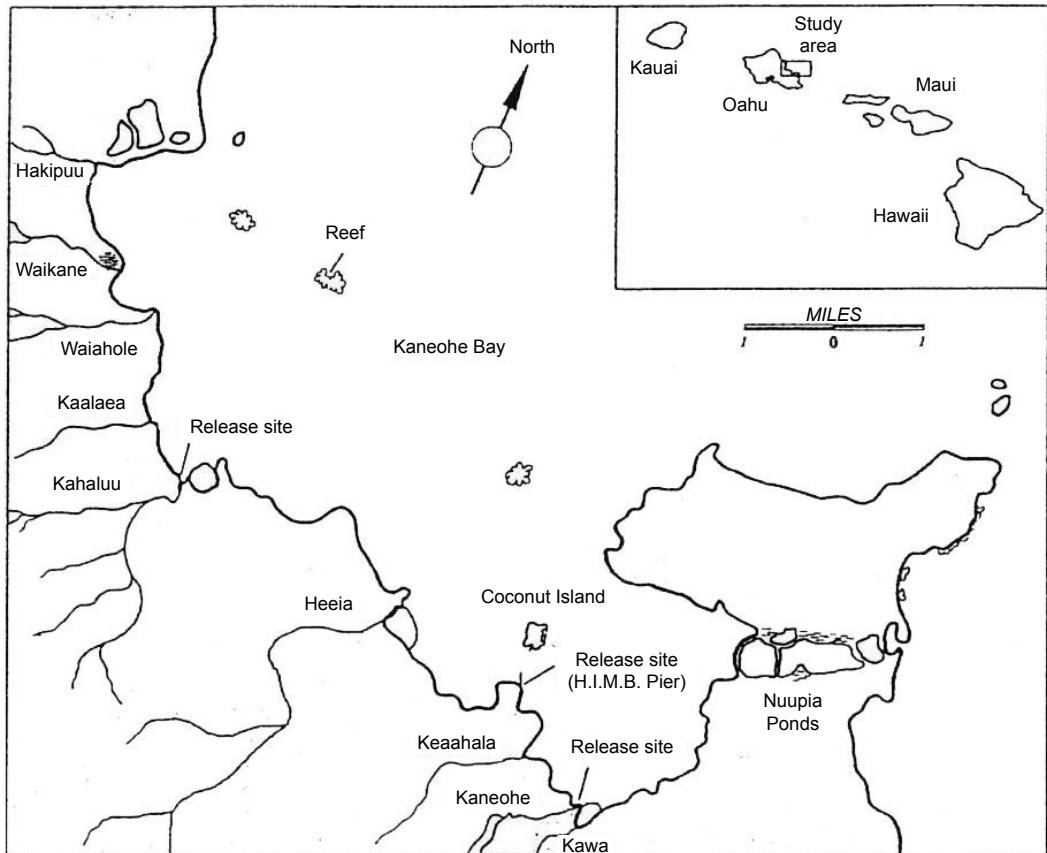 North
Study
area
Kauai
Oahu
Maui
Hawaii
Hakipuu
Reef
Waikane
MILES
1 0 1
Kaneohe Bay
Waiahole
Kaalaea
Release site
Kahaluu
Heeia
Coconut Island
Release site
(H.I.M.B. Pier)
Nuupia
Ponds
Keaahala
Release site
Kaneohe
Kawa